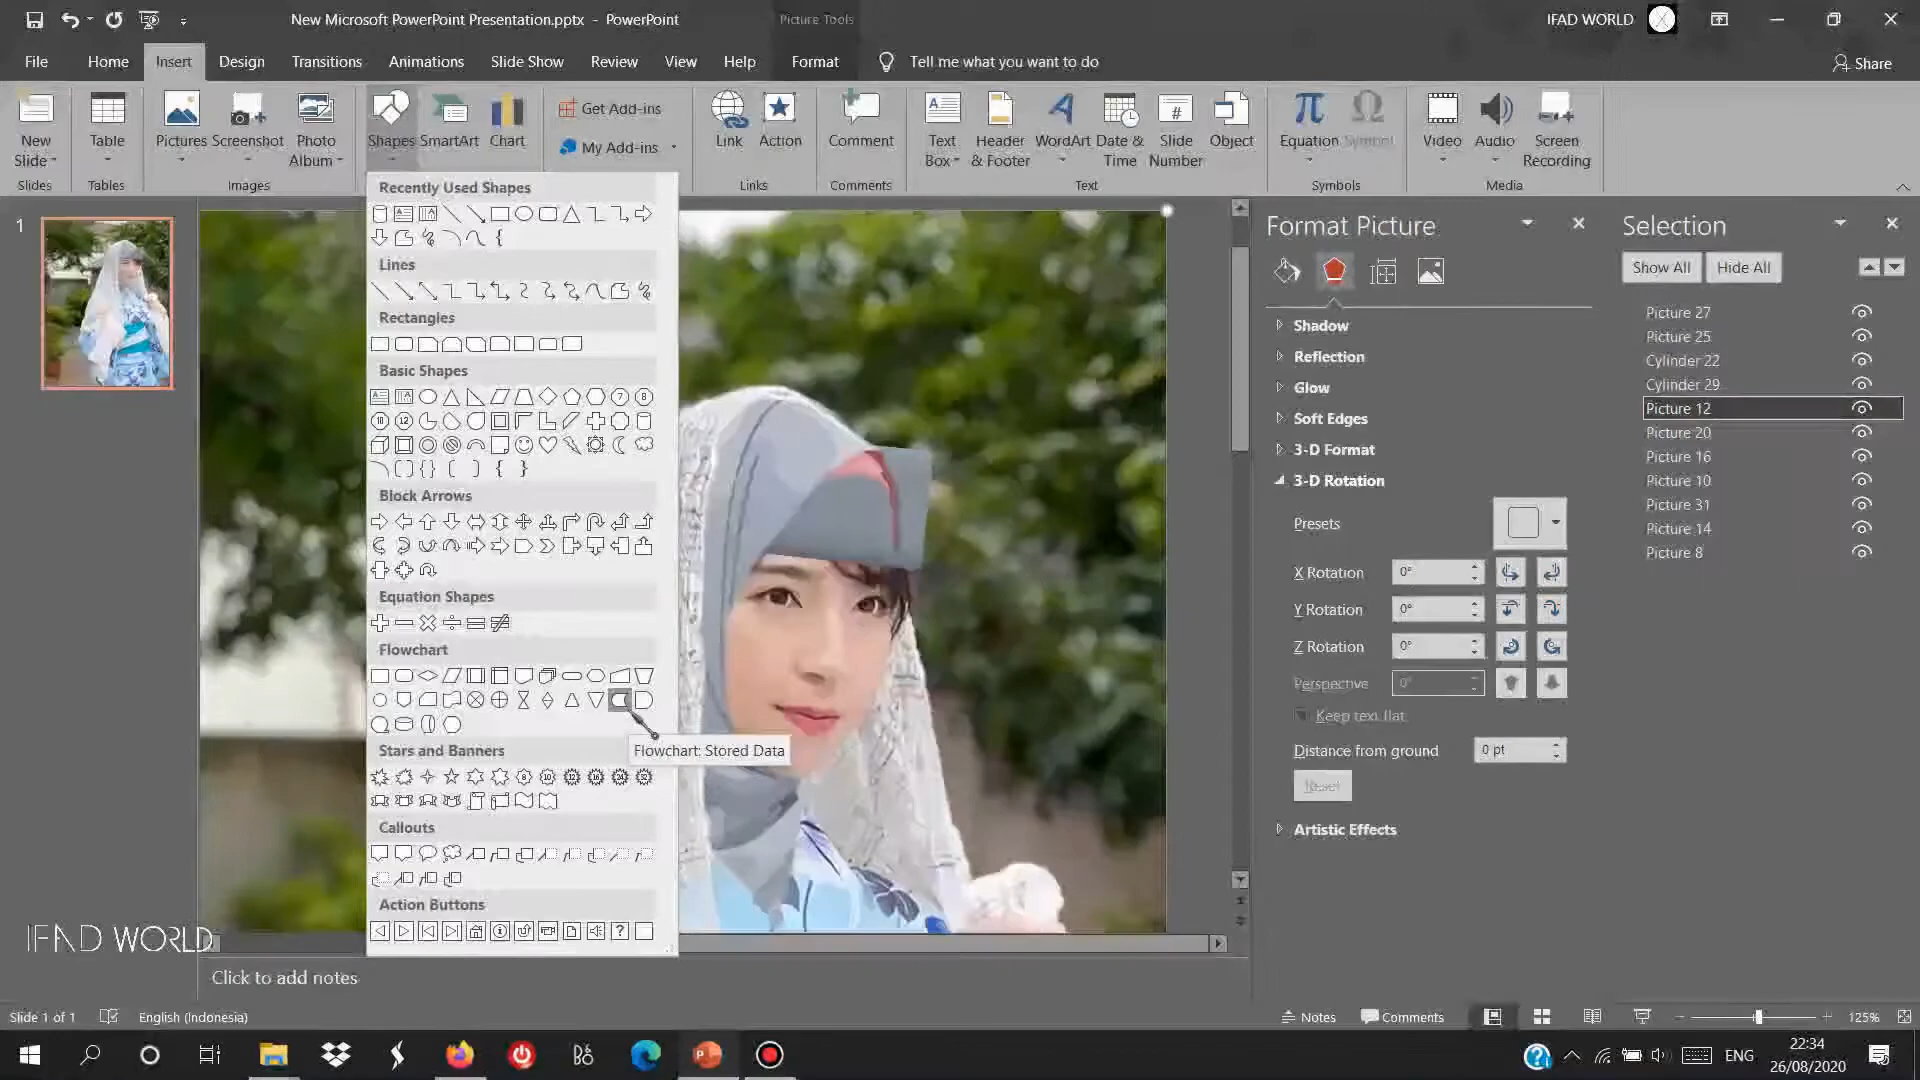 New Microsoft PowerPoint Presentation.pptx - PowerPoint
Picture Tools
IFAD WORLD
File Home Insert Design Transitions Animations Slide Show Review View Help Format Tell me what you want to do
Share
New Slide
Table
Pictures
Screenshot
Photo Album
Shapes
SmartArt
Chart
Get Add-ins
My Add-ins
Link
Action
Comment
Text Box
Header & Footer
WordArt
Date & Time
Slide Number
Object
Equation
Symbol
Video
Audio
Screen Recording
Slides
Tables
Images
Links
Comments
Text
Symbols
Media
1
Recently Used Shapes
Lines
Rectangles
Basic Shapes
Block Arrows
Equation Shapes
Flowchart
Flowchart: Stored Data
Stars and Banners
Callouts
Action Buttons
Format Picture
Shadow
Reflection
Glow
Soft Edges
3-D Format
3-D Rotation
Presets
X Rotation 0°
Y Rotation 0°
Z Rotation 0°
Perspective 0°
Keep text flat
Distance from ground 0 pt
Reset
Artistic Effects
Selection
Show All Hide All
Picture 27
Picture 25
Cylinder 22
Cylinder 29
Picture 12
Picture 20
Picture 16
Picture 10
Picture 31
Picture 14
Picture 8
IFAD WORLD
Click to add notes
Slide 1 of 1 English (Indonesia)
Notes Comments 125%
ENG
22:34
26/08/2020